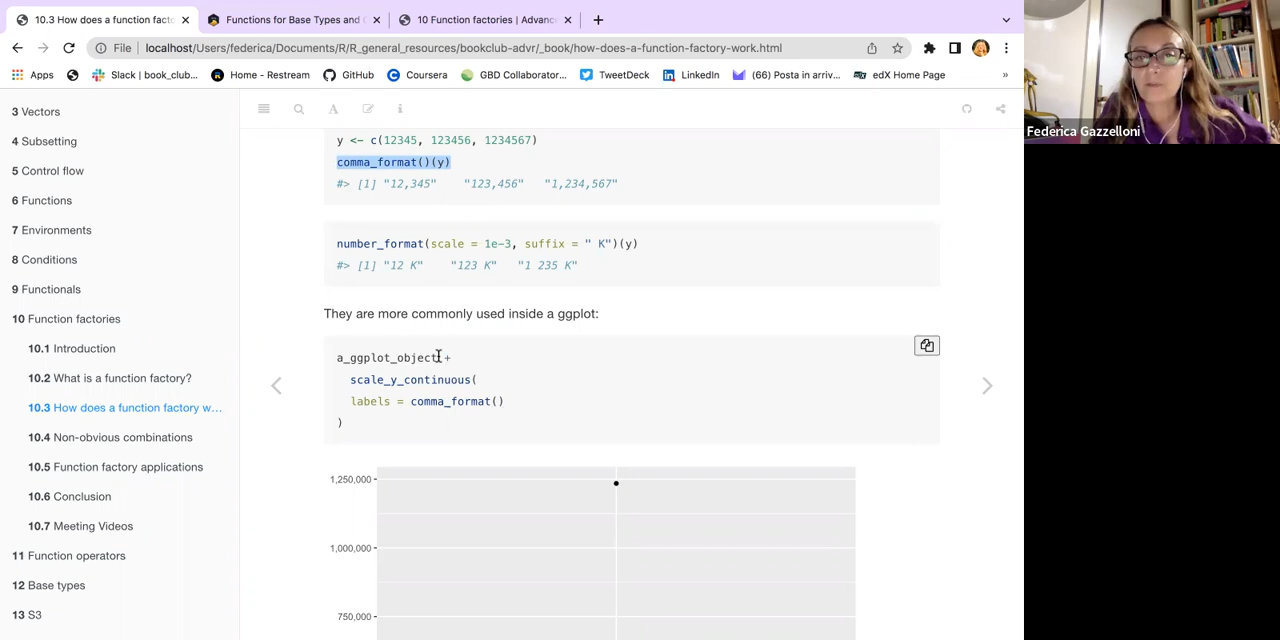 10.3 How does a function facto
Functions for Base Types and
10 Function factories | Advanc
File
localhost/Users/federica/Documents/R/R_general_resources/bookclub-advr/_book/how-does-a-function-factory-work.html
Apps
Slack | book_club...
Home - Restream
GitHub
Coursera
GBD Collaborator...
TweetDeck
LinkedIn
(66) Posta in arriv...
edX Home Page
»
3 Vectors
4 Subsetting
5 Control flow
6 Functions
7 Environments
8 Conditions
9 Functionals
10 Function factories
10.1 Introduction
10.2 What is a function factory?
10.3 How does a function factory w...
10.4 Non-obvious combinations
10.5 Function factory applications
10.6 Conclusion
10.7 Meeting Videos
11 Function operators
12 Base types
13 S3
y <- c(12345, 123456, 1234567)
comma_format()(y)
#> [1] "12,345"    "123,456"   "1,234,567"
number_format(scale = 1e-3, suffix = " K")(y)
#> [1] "12 K"    "123 K"   "1 235 K"
They are more commonly used inside a ggplot:
a_ggplot_object +
scale_y_continuous(
labels = comma_format()
)
1,250,000
1,000,000
750,000
Federica Gazzelloni